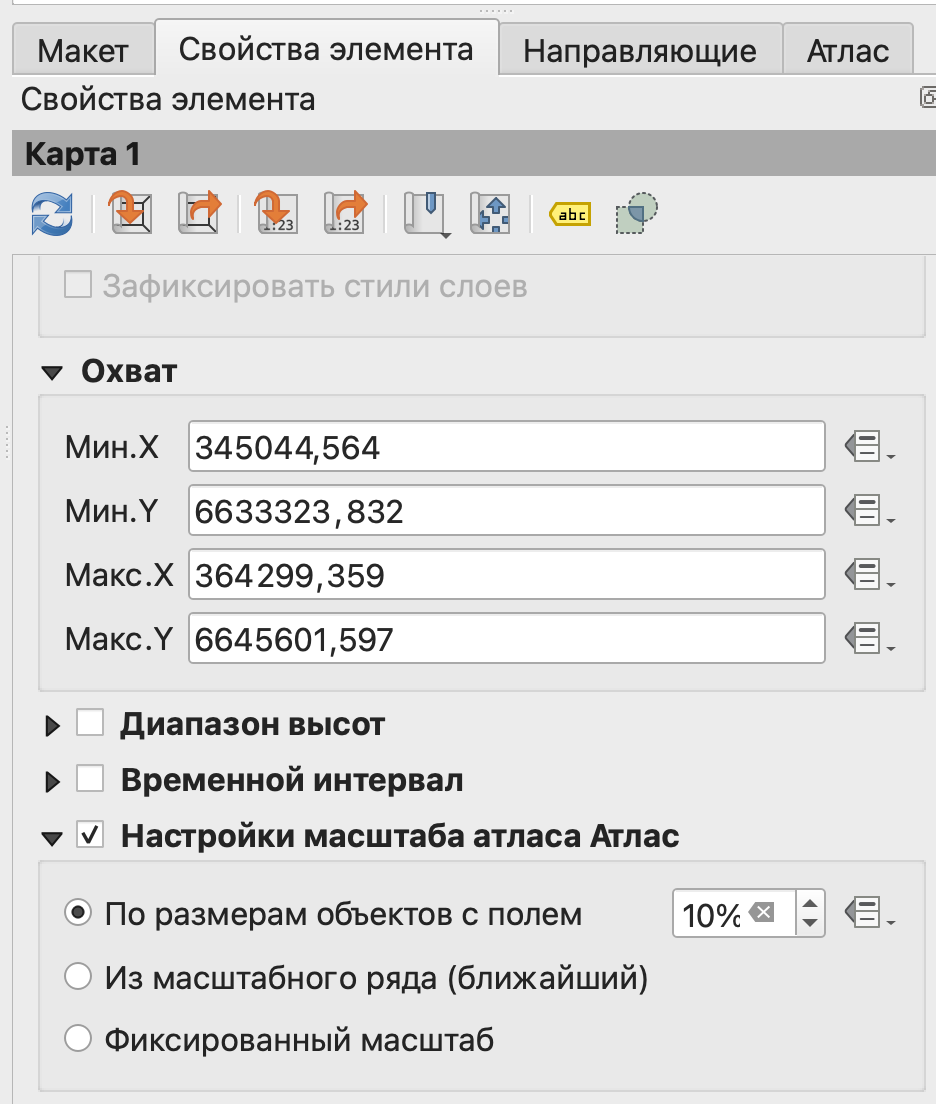 Макет Свойства элемента Направляющие Атлас
Свойства элемента
Карта 1
1:23 1:23 abc
Зафиксировать стили слоев
Охват
Мин.X 345044,564
Мин.Y 6633323,832
Макс.X 364299,359
Макс.Y 6645601,597
Диапазон высот
Временной интервал
Настройки масштаба атласа Атлас
По размерам объектов с полем 10%
Из масштабного ряда (ближайший)
Фиксированный масштаб